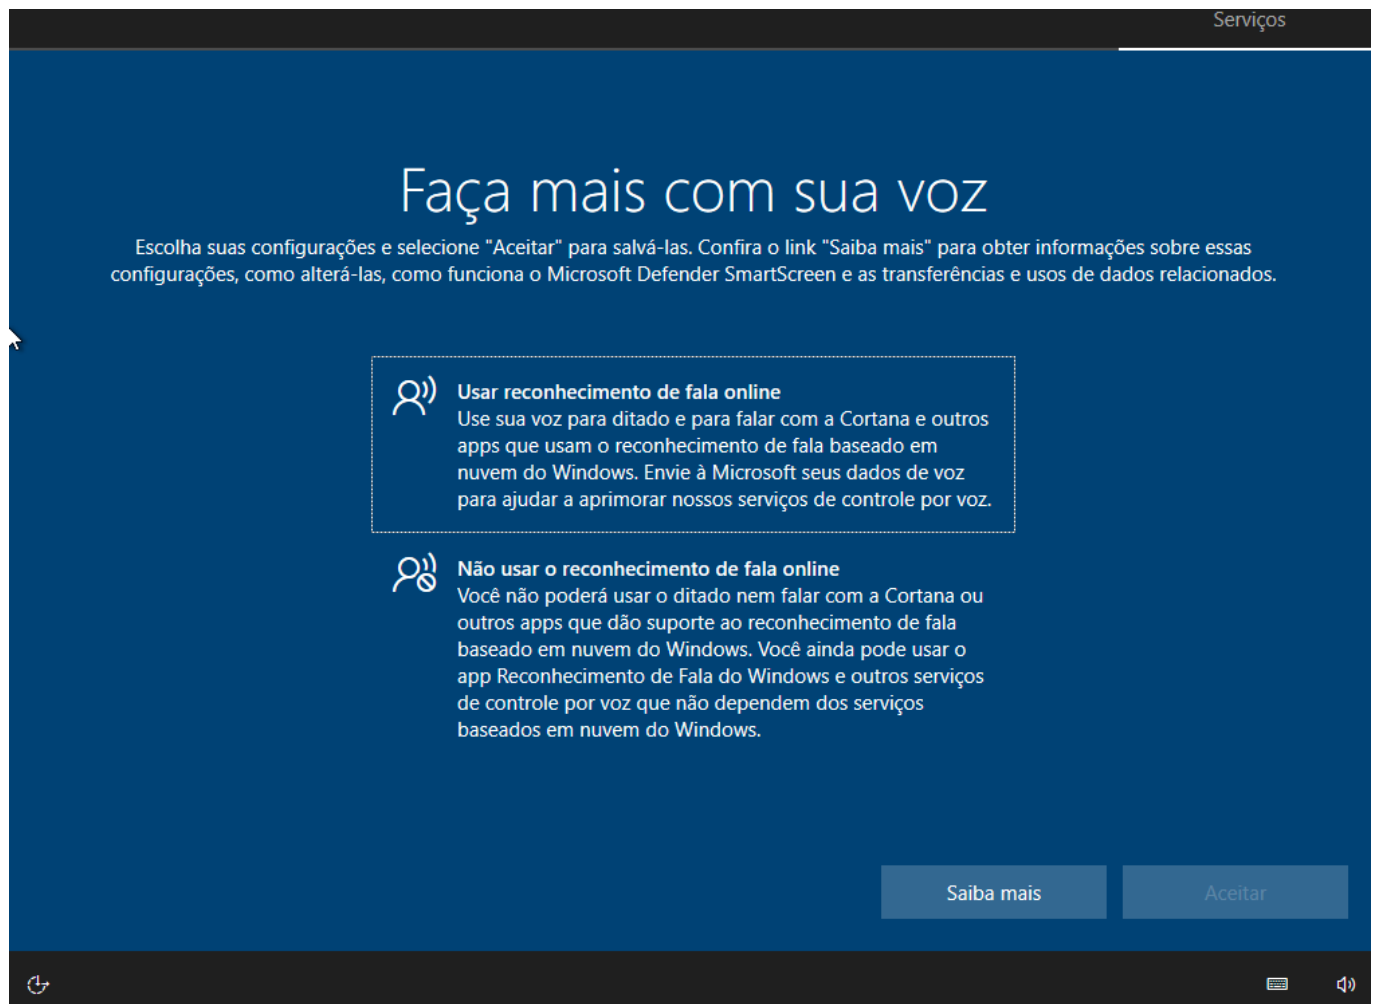 Serviços
Faça mais com sua voz
Escolha suas configurações e selecione "Aceitar" para salvá-las. Confira o link "Saiba mais" para obter informações sobre essas
configurações, como alterá-las, como funciona o Microsoft Defender SmartScreen e as transferências e usos de dados relacionados.
Usar reconhecimento de fala online
Use sua voz para ditado e para falar com a Cortana e outros
apps que usam o reconhecimento de fala baseado em
nuvem do Windows. Envie à Microsoft seus dados de voz
para ajudar a aprimorar nossos serviços de controle por voz.
Não usar o reconhecimento de fala online
Você não poderá usar o ditado nem falar com a Cortana ou
outros apps que dão suporte ao reconhecimento de fala
baseado em nuvem do Windows. Você ainda pode usar o
app Reconhecimento de Fala do Windows e outros serviços
de controle por voz que não dependem dos serviços
baseados em nuvem do Windows.
Saiba mais
Aceitar